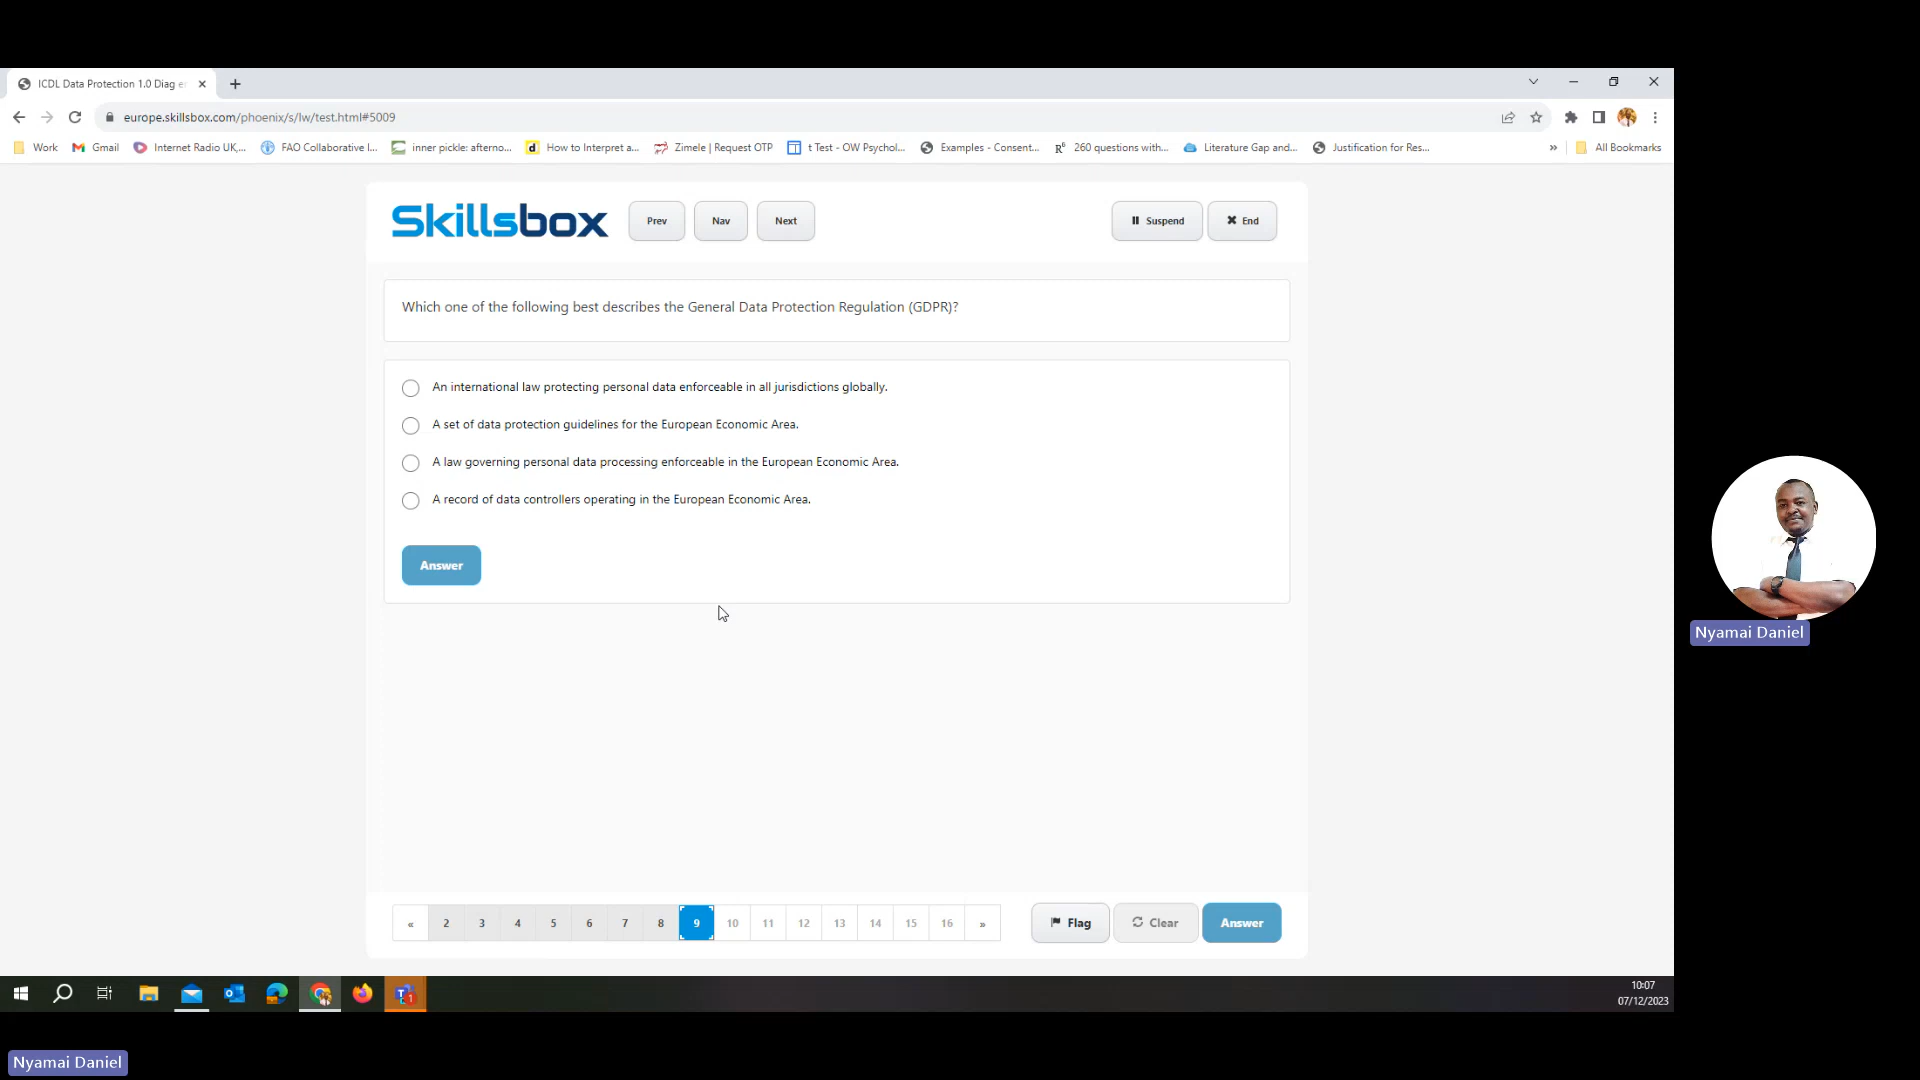 ICDL Data Protection 1.0 Diag e
europe.skillsbox.com/phoenix/s/lw/test.html#5009
Work
Gmail
Internet Radio UK,...
FAO Collaborative I...
inner pickle: afterno...
How to Interpret a...
Zimele | Request OTP
t Test - OW Psychol...
Examples - Consent...
260 questions with...
Literature Gap and...
Justification for Res...
»
All Bookmarks
Skillsbox
Prev
Nav
Next
Suspend
End
Which one of the following best describes the General Data Protection Regulation (GDPR)?
An international law protecting personal data enforceable in all jurisdictions globally.
A set of data protection guidelines for the European Economic Area.
A law governing personal data processing enforceable in the European Economic Area.
A record of data controllers operating in the European Economic Area.
Answer
Nyamai Daniel
« 2 3 4 5 6 7 8 9 10 11 12 13 14 15 16 »
Flag
Clear
Answer
10:07
07/12/2023
Nyamai Daniel